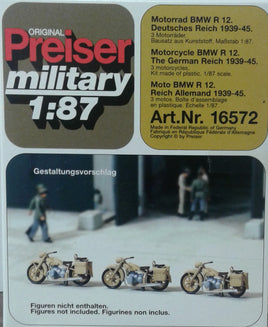 ORIGINAL
Preiser
military
1:87
Motorrad BMW R 12.
Deutsches Reich 1939-45.
3 Motorräder.
Bausatz aus Kunststoff. Maßstab 1:87.
Motorcycle BMW R 12.
The German Reich 1939-45.
3 motorcycles.
Kit made of plastic. 1/87 scale.
Moto BMW R 12.
Reich Allemand 1939-45.
3 motos. Boîte d'assemblage
en plastique. Echelle 1/87.
Art.Nr. 16572
Made in Federal Republic of Germany.
Fabriqué en République Fédérale d'Allemagne.
Copyright © by Preiser
Gestaltungsvorschlag
Figuren nicht enthalten.
Figures not included. Figurines non inclus.